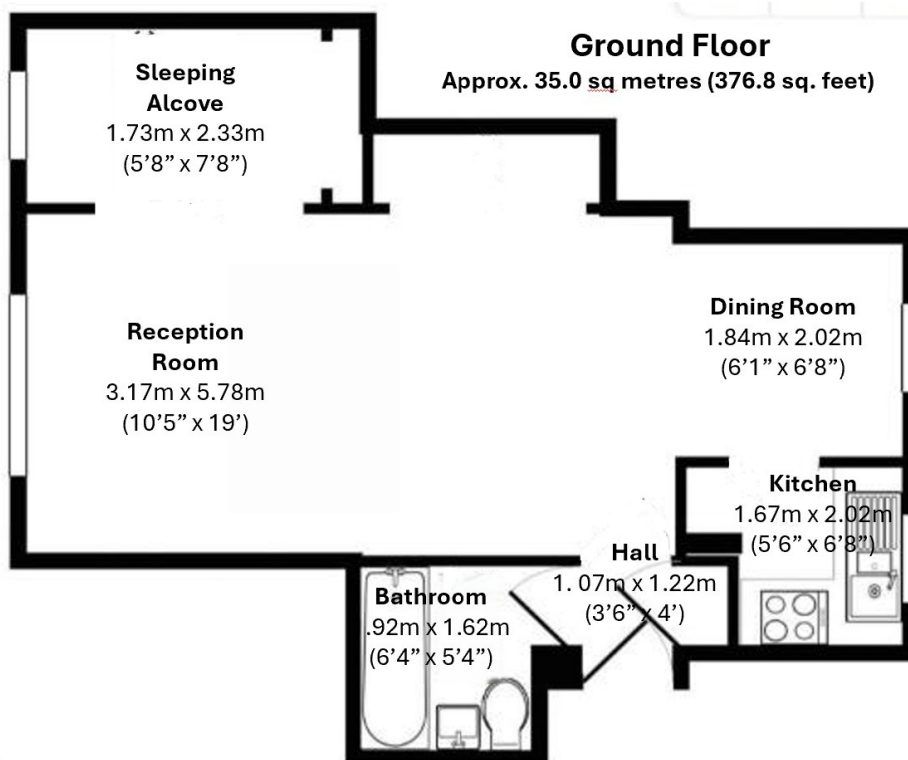 Ground Floor
Approx. 35.0 sq metres (376.8 sq. feet)
Sleeping
Alcove
1.73m x 2.33m
(5’8” x 7’8”)
Reception
Room
3.17m x 5.78m
(10’5” x 19’)
Dining Room
1.84m x 2.02m
(6’1” x 6’8”)
Kitchen
1.67m x 2.02m
(5’6” x 6’8”)
Hall
1. 07m x 1.22m
(3’6” x 4’)
Bathroom
.92m x 1.62m
(6’4” x 5’4”)